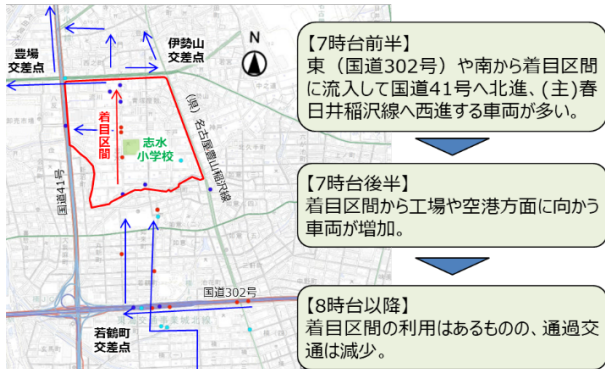 豊場
交差点
伊勢山
交差点
N
着目区間
志水
小学校
(県)名古屋豊山稲沢線
国道41号
国道302号
若鶴町
交差点
【7時台前半】
東（国道302号）や南から着目区間
に流入して国道41号へ北進、(主)春
日井稲沢線へ西進する車両が多い。
【7時台後半】
着目区間から工場や空港方面に向かう
車両が増加。
【8時台以降】
着目区間の利用はあるものの、通過交
通は減少。